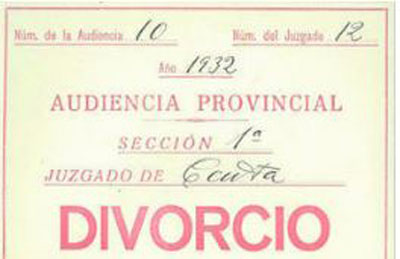 Núm. de la Audiencia 10 Núm. del Juzgado 12
Año 1932
AUDIENCIA PROVINCIAL
SECCIÓN 1ª
JUZGADO DE Ceuta
DIVORCIO